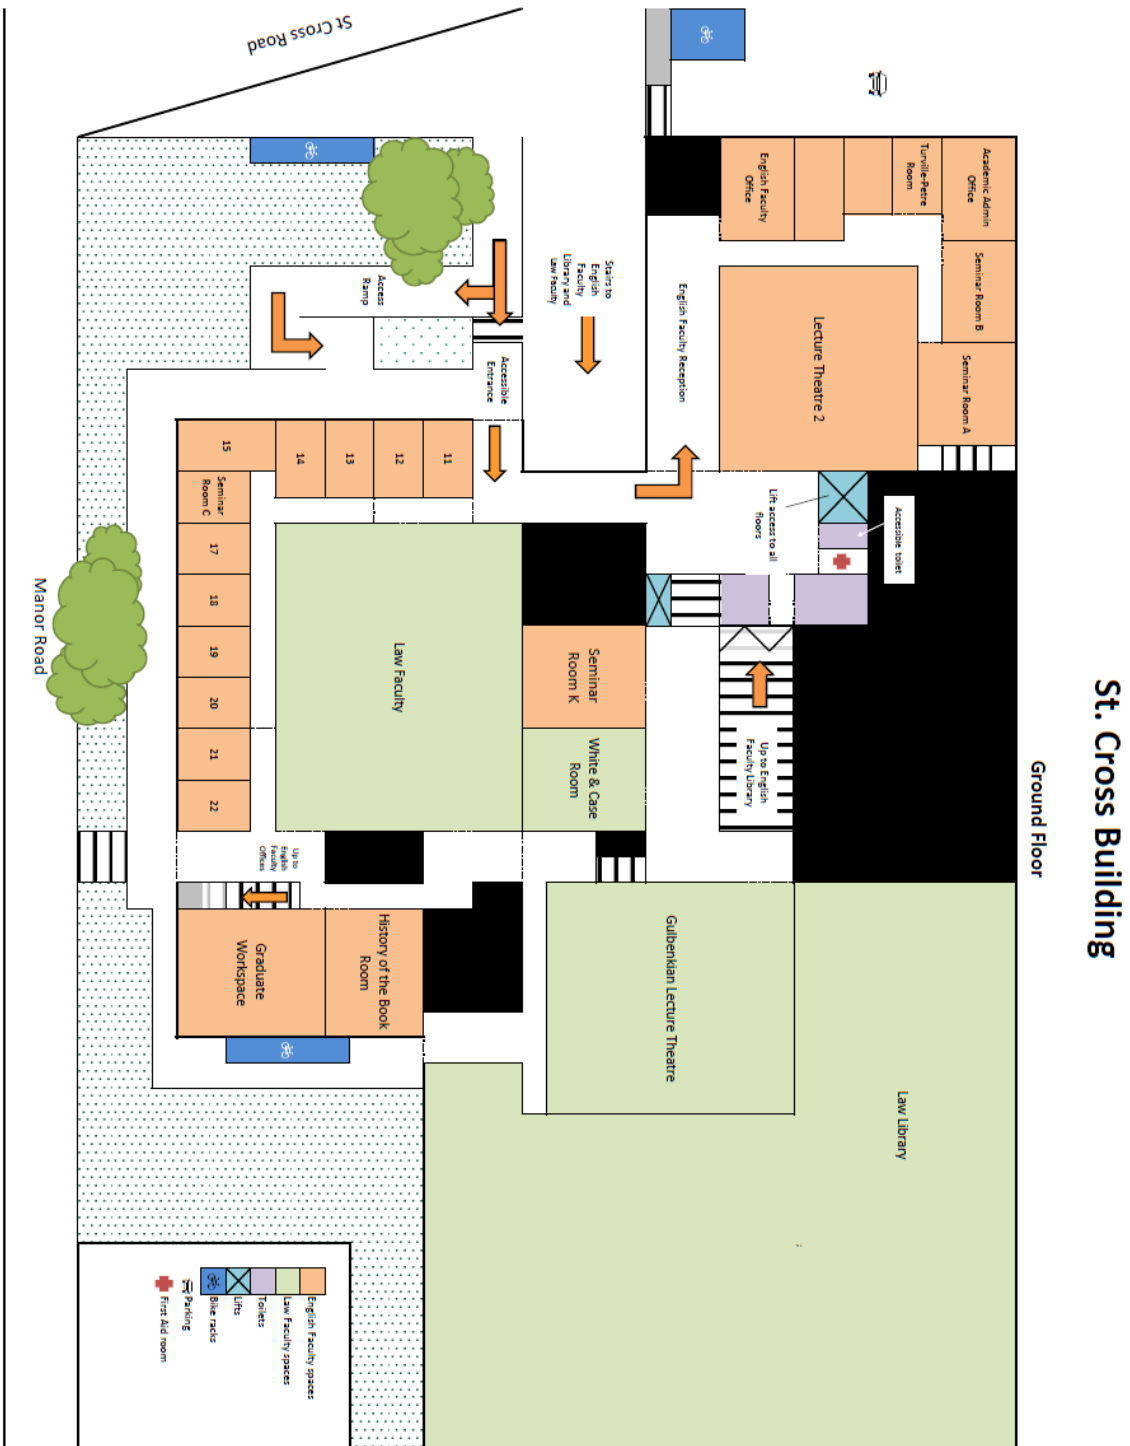 St. Cross Building
Ground Floor
St Cross Road
Manor Road
Academic Admin
Office
Turville-Petre
Room
English Faculty
Office
Seminar Room B
Seminar Room A
Lecture Theatre 2
English Faculty Reception
Stairs to
English
Faculty
Library and
Law Faculty
Access
Ramp
Accessible
Entrance
Lift access to all
floors
Accessible toilet
11
12
13
14
15
Seminar
Room C
17
18
19
20
21
22
Law Faculty
Seminar
Room K
White & Case
Room
Up to English
Faculty Library
Up to
English
Faculty
Offices
Graduate
Workspace
History of the Book
Room
Gulbenkian Lecture Theatre
Law Library
English Faculty spaces
Law Faculty spaces
Toilets
Lifts
Bike racks
Parking
First Aid room